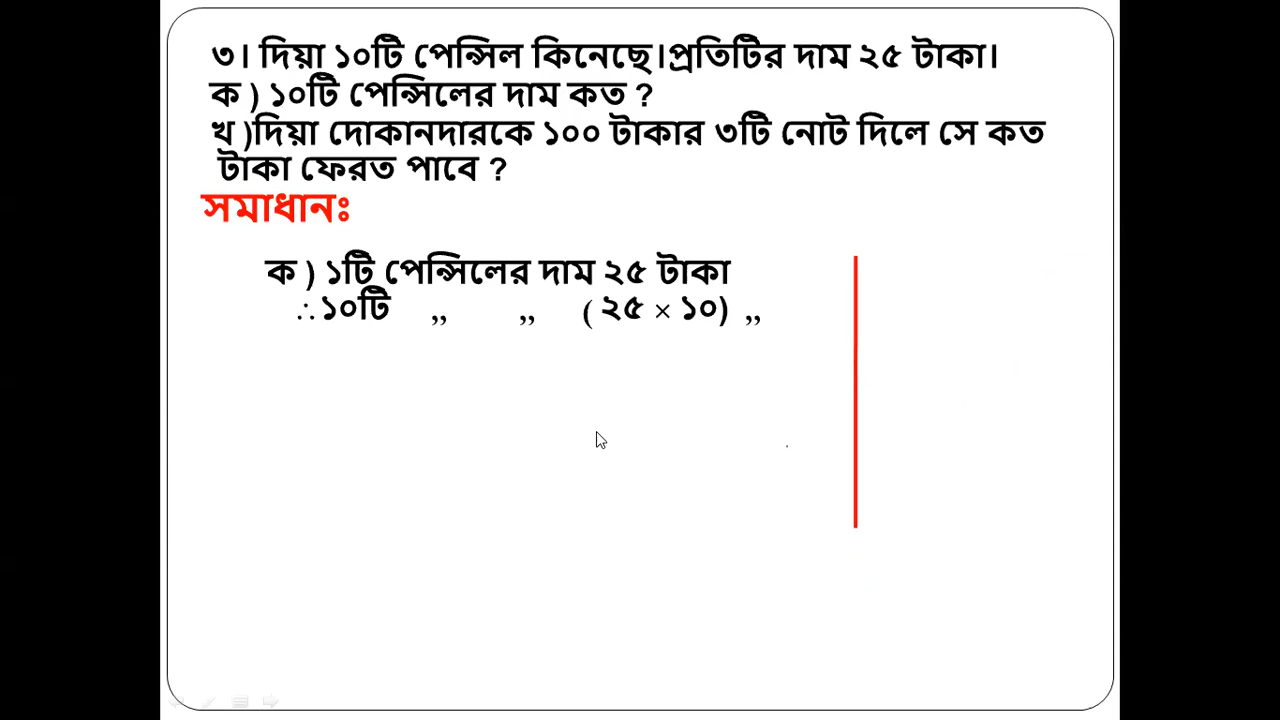 ৩। দিয়া ১০টি পেন্সিল কিনেছে।প্রতিটির দাম ২৫ টাকা।
ক ) ১০টি পেন্সিলের দাম কত ?
খ )দিয়া দোকানদারকে ১০০ টাকার ৩টি নোট দিলে সে কত
টাকা ফেরত পাবে ?
সমাধানঃ
ক ) ১টি পেন্সিলের দাম ২৫ টাকা
∴ ১০টি ,, ,, ( ২৫ × ১০) ,,